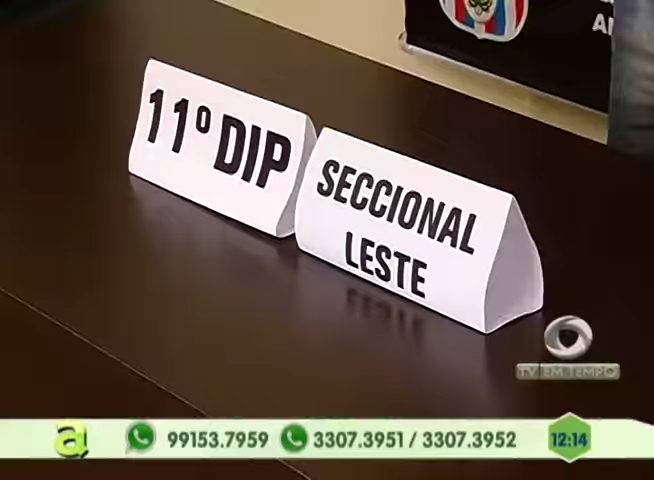 11º DIP
SECCIONAL
LESTE
TV EM TEMPO
a 99153.7959 3307.3951 / 3307.3952 12:14